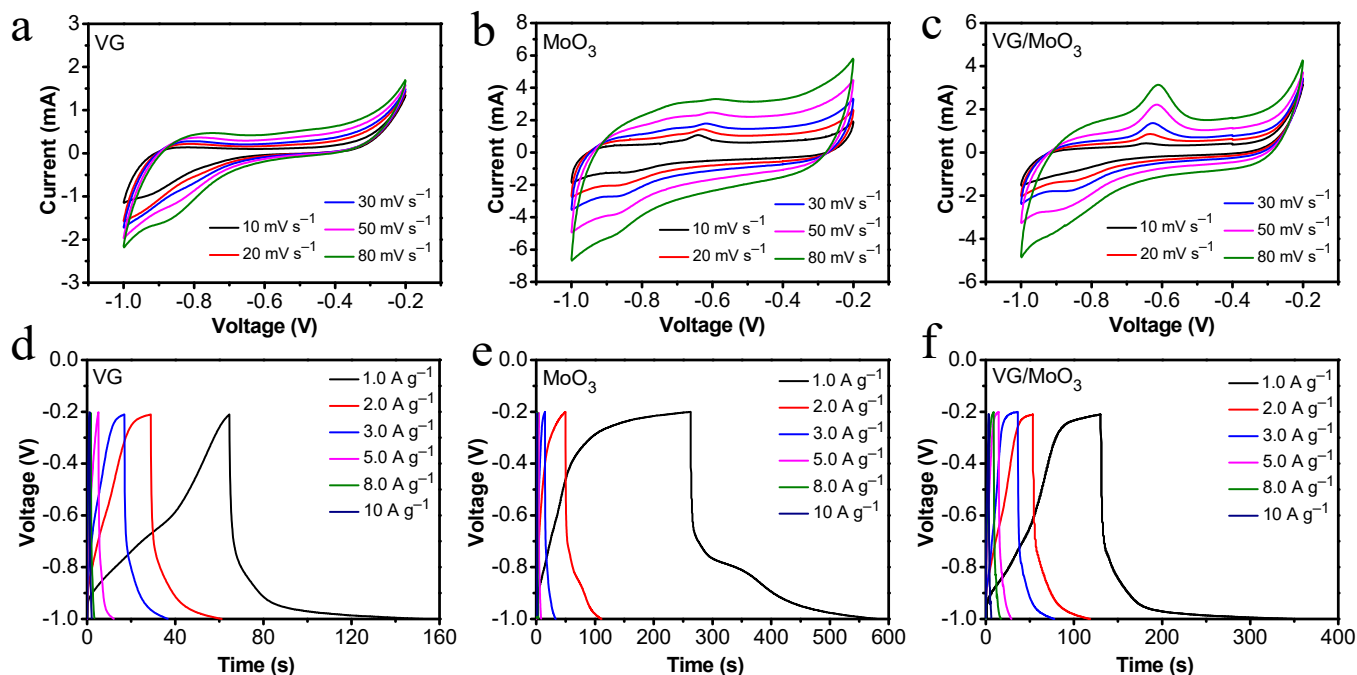 a
VG
Current (mA)
3
2
1
0
-1
-2
-3
-1.0
-0.8
-0.6
-0.4
-0.2
Voltage (V)
10 mV s⁻¹
20 mV s⁻¹
30 mV s⁻¹
50 mV s⁻¹
80 mV s⁻¹
b
MoO₃
Current (mA)
8
6
4
2
0
-2
-4
-6
-8
-1.0
-0.8
-0.6
-0.4
-0.2
Voltage (V)
10 mV s⁻¹
20 mV s⁻¹
30 mV s⁻¹
50 mV s⁻¹
80 mV s⁻¹
c
VG/MoO₃
Current (mA)
6
4
2
0
-2
-4
-6
-1.0
-0.8
-0.6
-0.4
-0.2
Voltage (V)
10 mV s⁻¹
20 mV s⁻¹
30 mV s⁻¹
50 mV s⁻¹
80 mV s⁻¹
d
VG
Voltage (V)
0.0
-0.2
-0.4
-0.6
-0.8
-1.0
0
40
80
120
160
Time (s)
1.0 A g⁻¹
2.0 A g⁻¹
3.0 A g⁻¹
5.0 A g⁻¹
8.0 A g⁻¹
10 A g⁻¹
e
MoO₃
Voltage (V)
0.0
-0.2
-0.4
-0.6
-0.8
-1.0
0
100
200
300
400
500
600
Time (s)
1.0 A g⁻¹
2.0 A g⁻¹
3.0 A g⁻¹
5.0 A g⁻¹
8.0 A g⁻¹
10 A g⁻¹
f
VG/MoO₃
Voltage (V)
0.0
-0.2
-0.4
-0.6
-0.8
-1.0
0
100
200
300
400
Time (s)
1.0 A g⁻¹
2.0 A g⁻¹
3.0 A g⁻¹
5.0 A g⁻¹
8.0 A g⁻¹
10 A g⁻¹